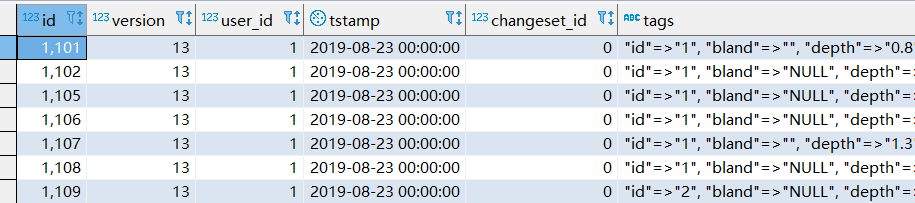 123 id version 123 user_id tstamp 123 changeset_id ABC tags
1,101 13 1 2019-08-23 00:00:00 0 "id"=>"1", "bland"=>"", "depth"=>"0.8
1,102 13 1 2019-08-23 00:00:00 0 "id"=>"1", "bland"=>"NULL", "depth"=>
1,105 13 1 2019-08-23 00:00:00 0 "id"=>"1", "bland"=>"NULL", "depth"=>
1,106 13 1 2019-08-23 00:00:00 0 "id"=>"1", "bland"=>"NULL", "depth"=>
1,107 13 1 2019-08-23 00:00:00 0 "id"=>"1", "bland"=>"", "depth"=>"1.3
1,108 13 1 2019-08-23 00:00:00 0 "id"=>"1", "bland"=>"NULL", "depth"=>
1,109 13 1 2019-08-23 00:00:00 0 "id"=>"2", "bland"=>"NULL", "depth"=>